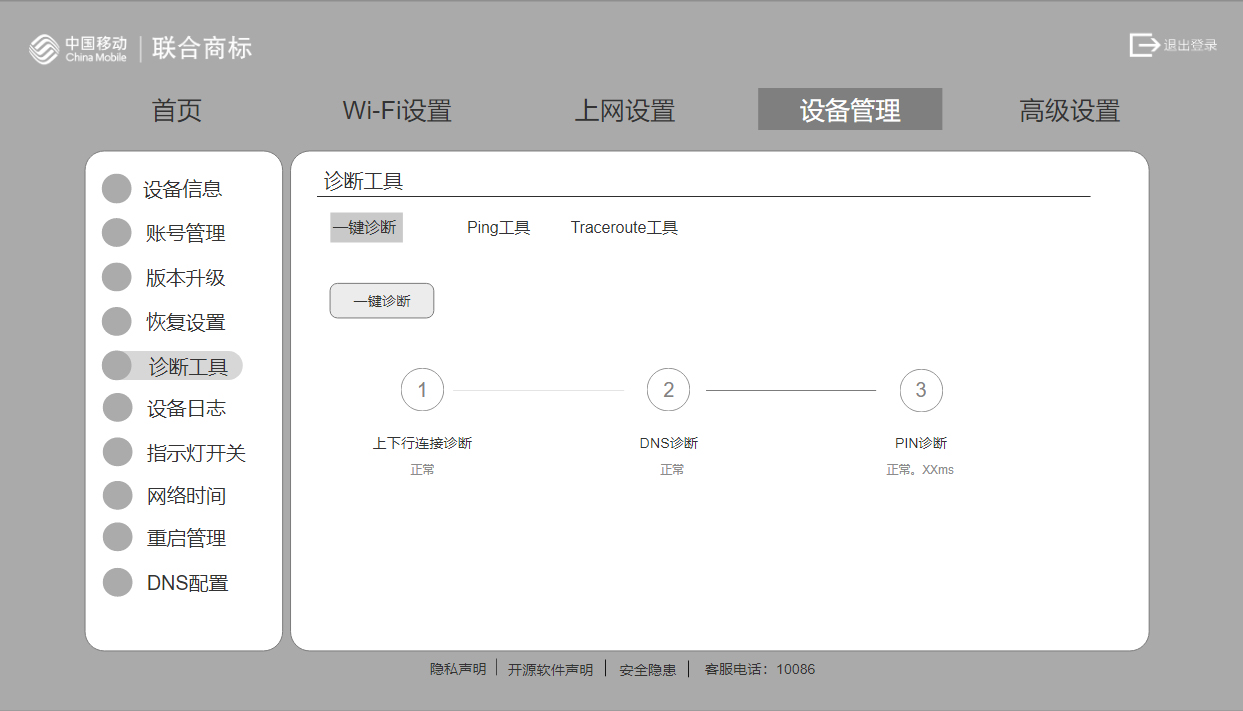 中国移动
China Mobile
联合商标
退出登录
首页
Wi-Fi设置
上网设置
设备管理
高级设置
设备信息
账号管理
版本升级
恢复设置
诊断工具
设备日志
指示灯开关
网络时间
重启管理
DNS配置
诊断工具
一键诊断
Ping工具
Traceroute工具
一键诊断
1
2
3
上下行连接诊断
DNS诊断
PIN诊断
正常
正常
正常。XXms
隐私声明
开源软件声明
安全隐患
客服电话：10086